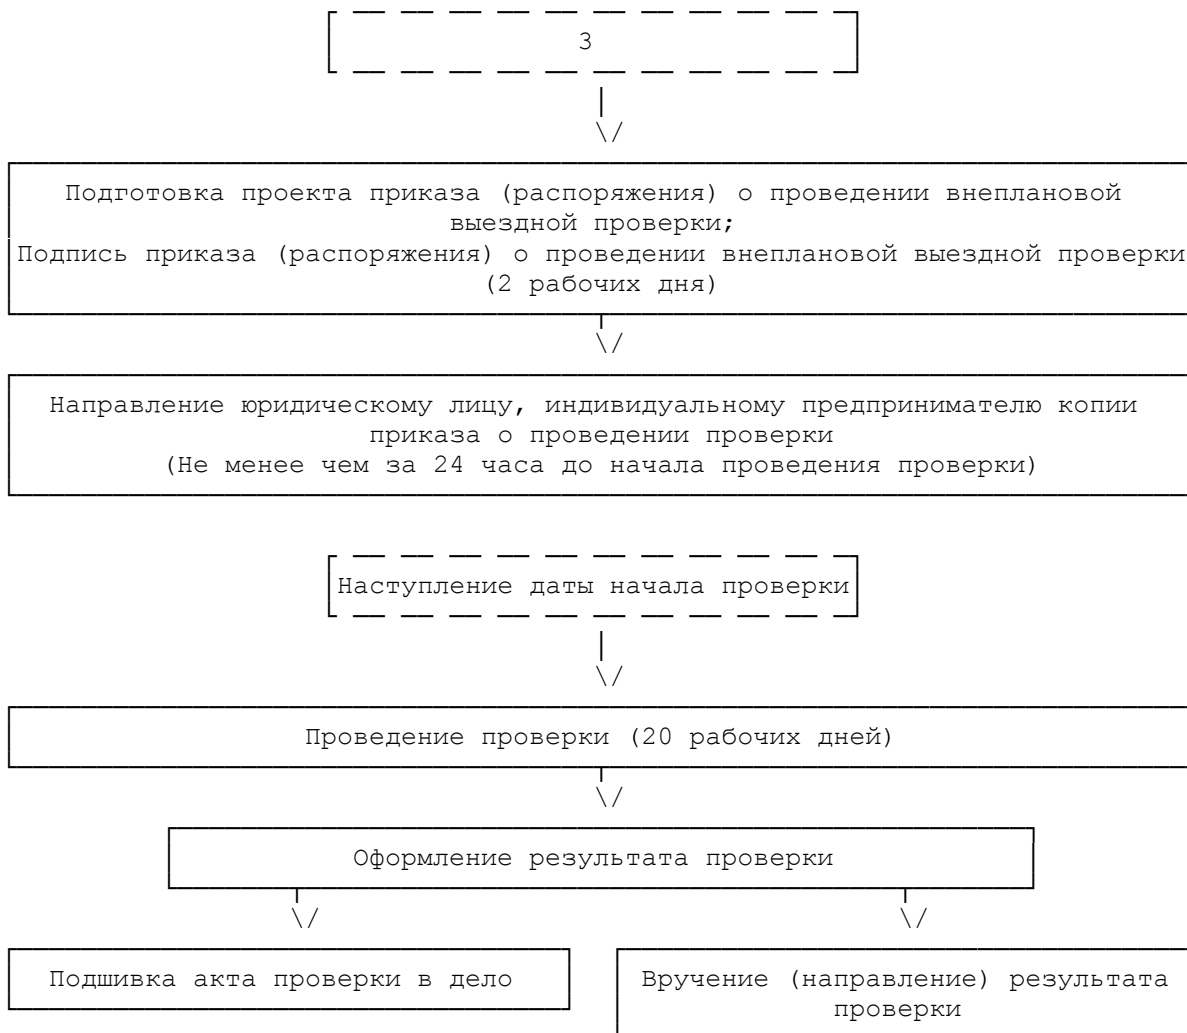 3
Подготовка проекта приказа (распоряжения) о проведении внеплановой
выездной проверки;
Подпись приказа (распоряжения) о проведении внеплановой выездной проверки
(2 рабочих дня)
Направление юридическому лицу, индивидуальному предпринимателю копии
приказа о проведении проверки
(Не менее чем за 24 часа до начала проведения проверки)
Наступление даты начала проверки
Проведение проверки (20 рабочих дней)
Оформление результата проверки
Подшивка акта проверки в дело
Вручение (направление) результата
проверки